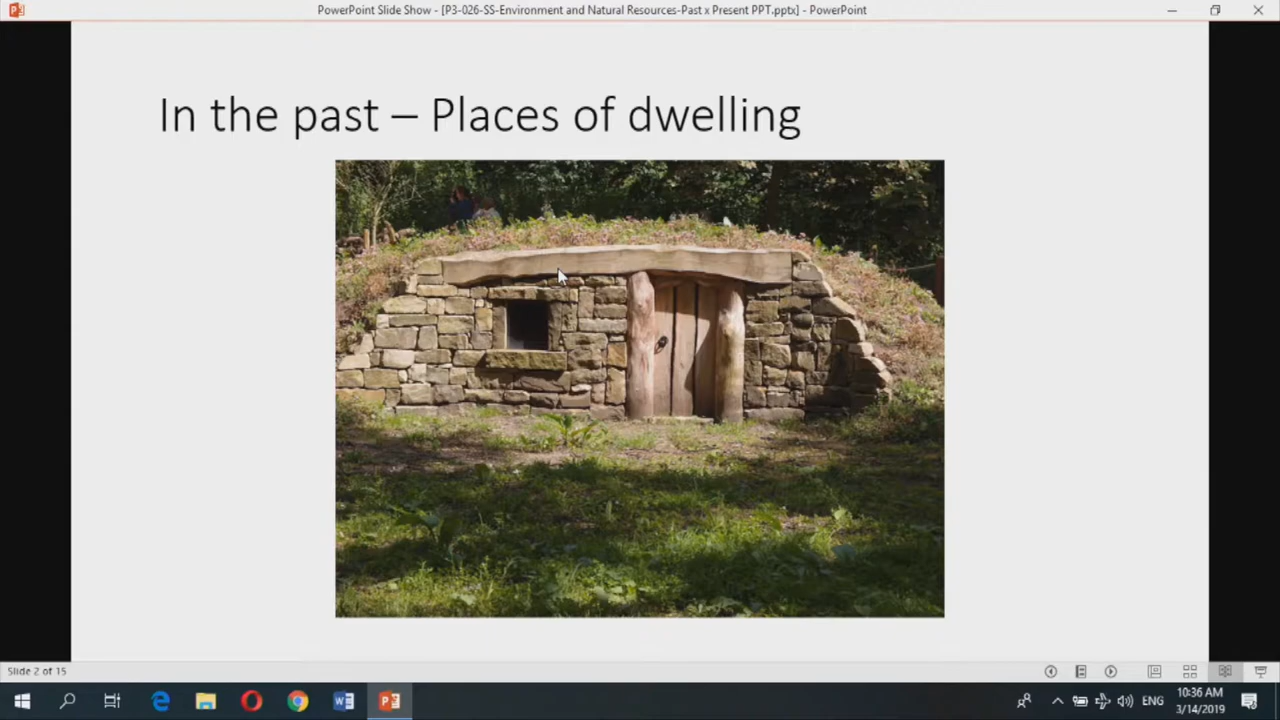 PowerPoint Slide Show - [P3-026-SS-Environment and Natural Resources-Past x Present PPT.pptx] - PowerPoint
In the past – Places of dwelling
Slide 2 of 15
ENG
10:36 AM
3/14/2019